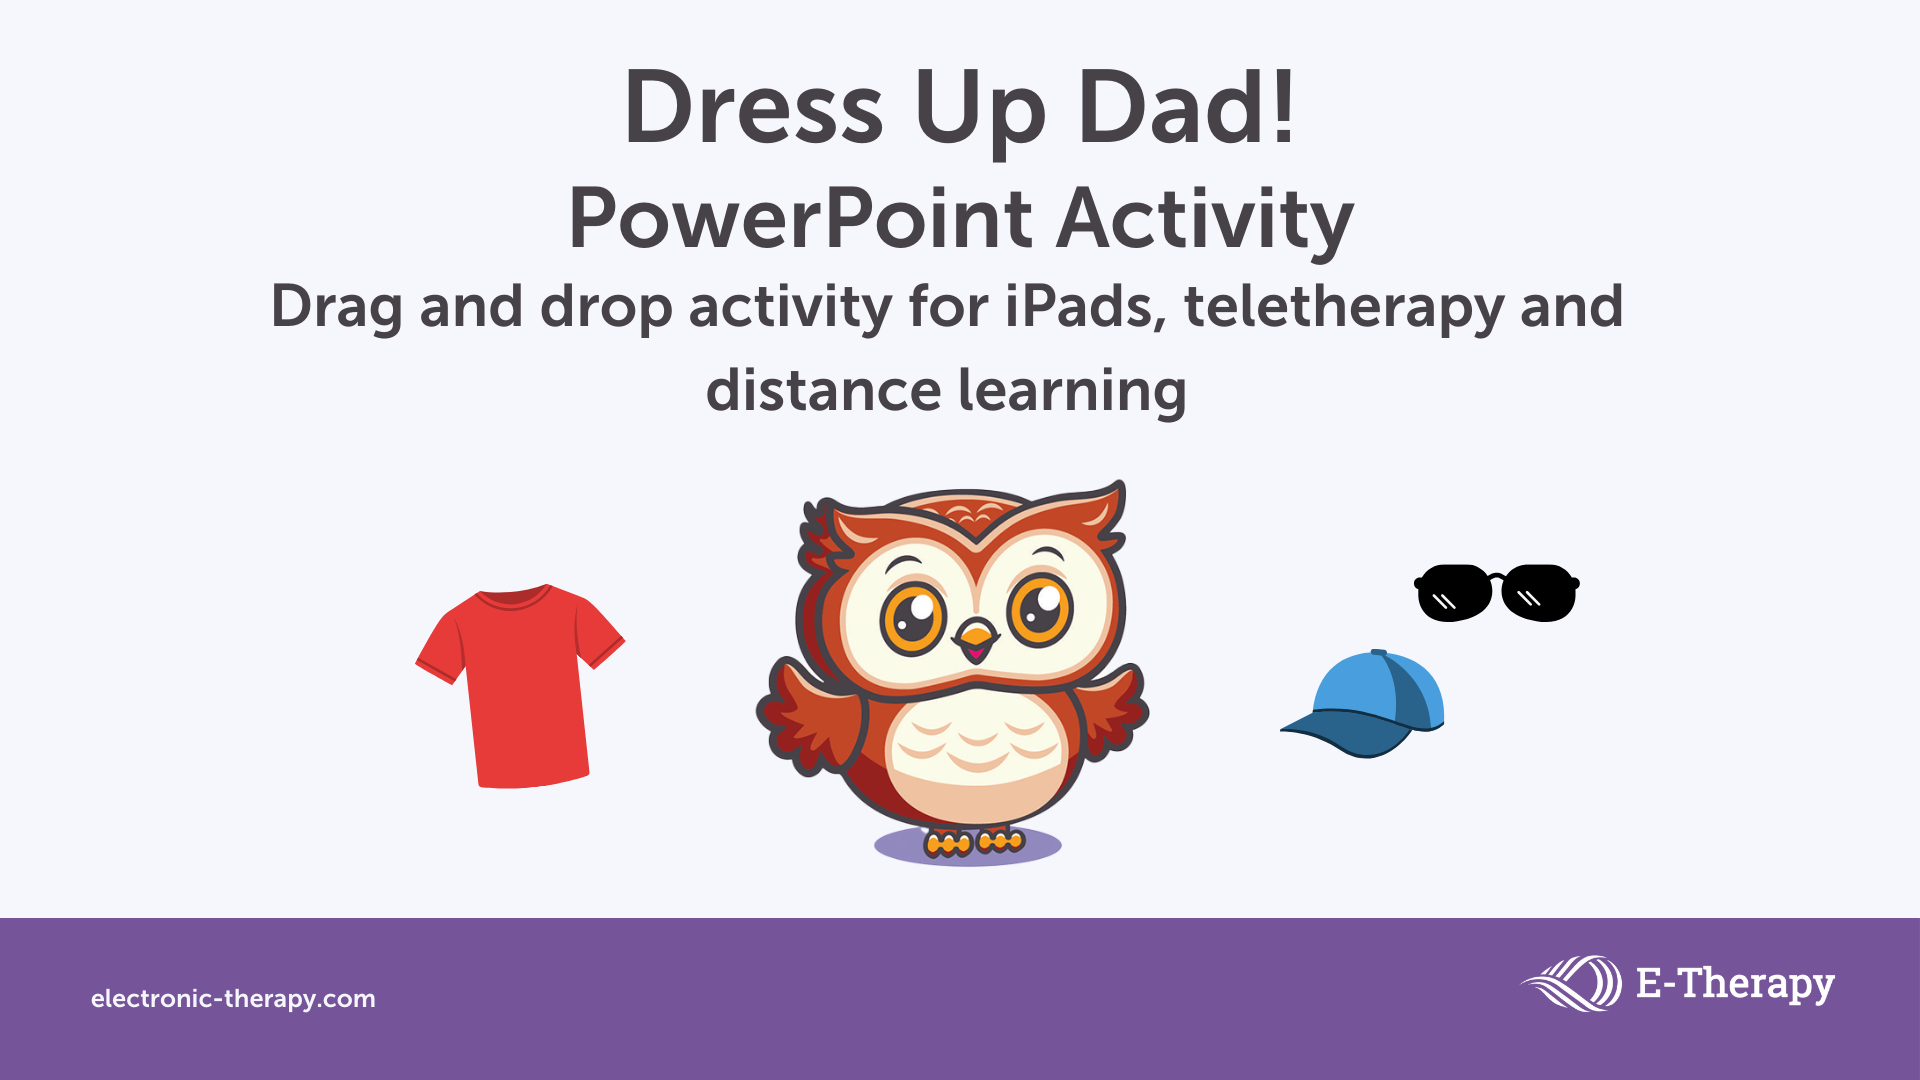 Dress Up Dad!
PowerPoint Activity
Drag and drop activity for iPads, teletherapy and
distance learning
electronic-therapy.com
E-Therapy